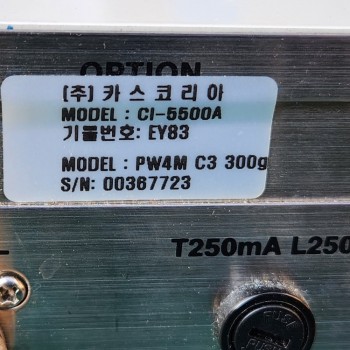 OPTION
(주) 카스코리아
MODEL : CI-5500A
기물번호: EY83
MODEL : PW4M C3 300g
S/N: 00367723
T250mA L250
FUSE